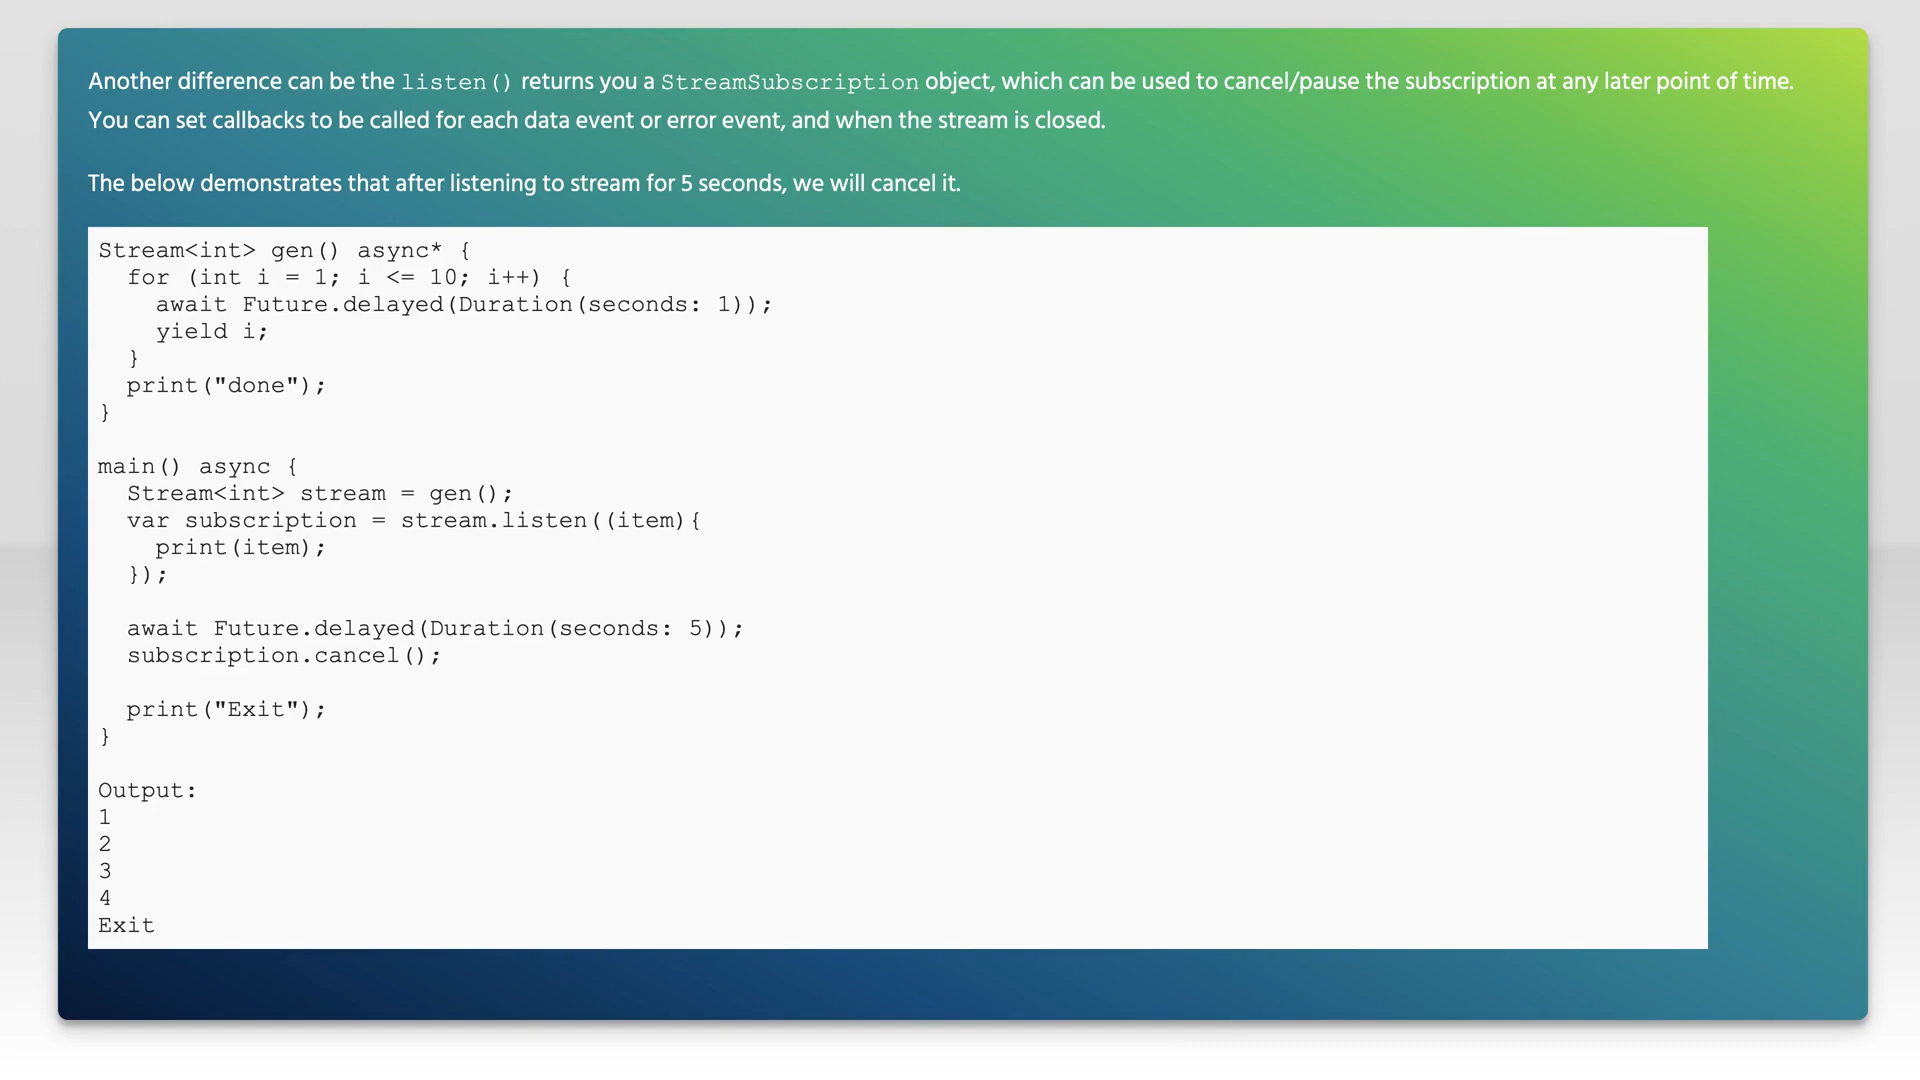 Another difference can be the listen() returns you a StreamSubscription object, which can be used to cancel/pause the subscription at any later point of time.
You can set callbacks to be called for each data event or error event, and when the stream is closed.
The below demonstrates that after listening to stream for 5 seconds, we will cancel it.
Stream<int> gen() async* {
  for (int i = 1; i <= 10; i++) {
    await Future.delayed(Duration(seconds: 1));
    yield i;
  }
  print("done");
}
main() async {
  Stream<int> stream = gen();
  var subscription = stream.listen((item){
    print(item);
  });
  await Future.delayed(Duration(seconds: 5));
  subscription.cancel();
  print("Exit");
}
Output:
1
2
3
4
Exit